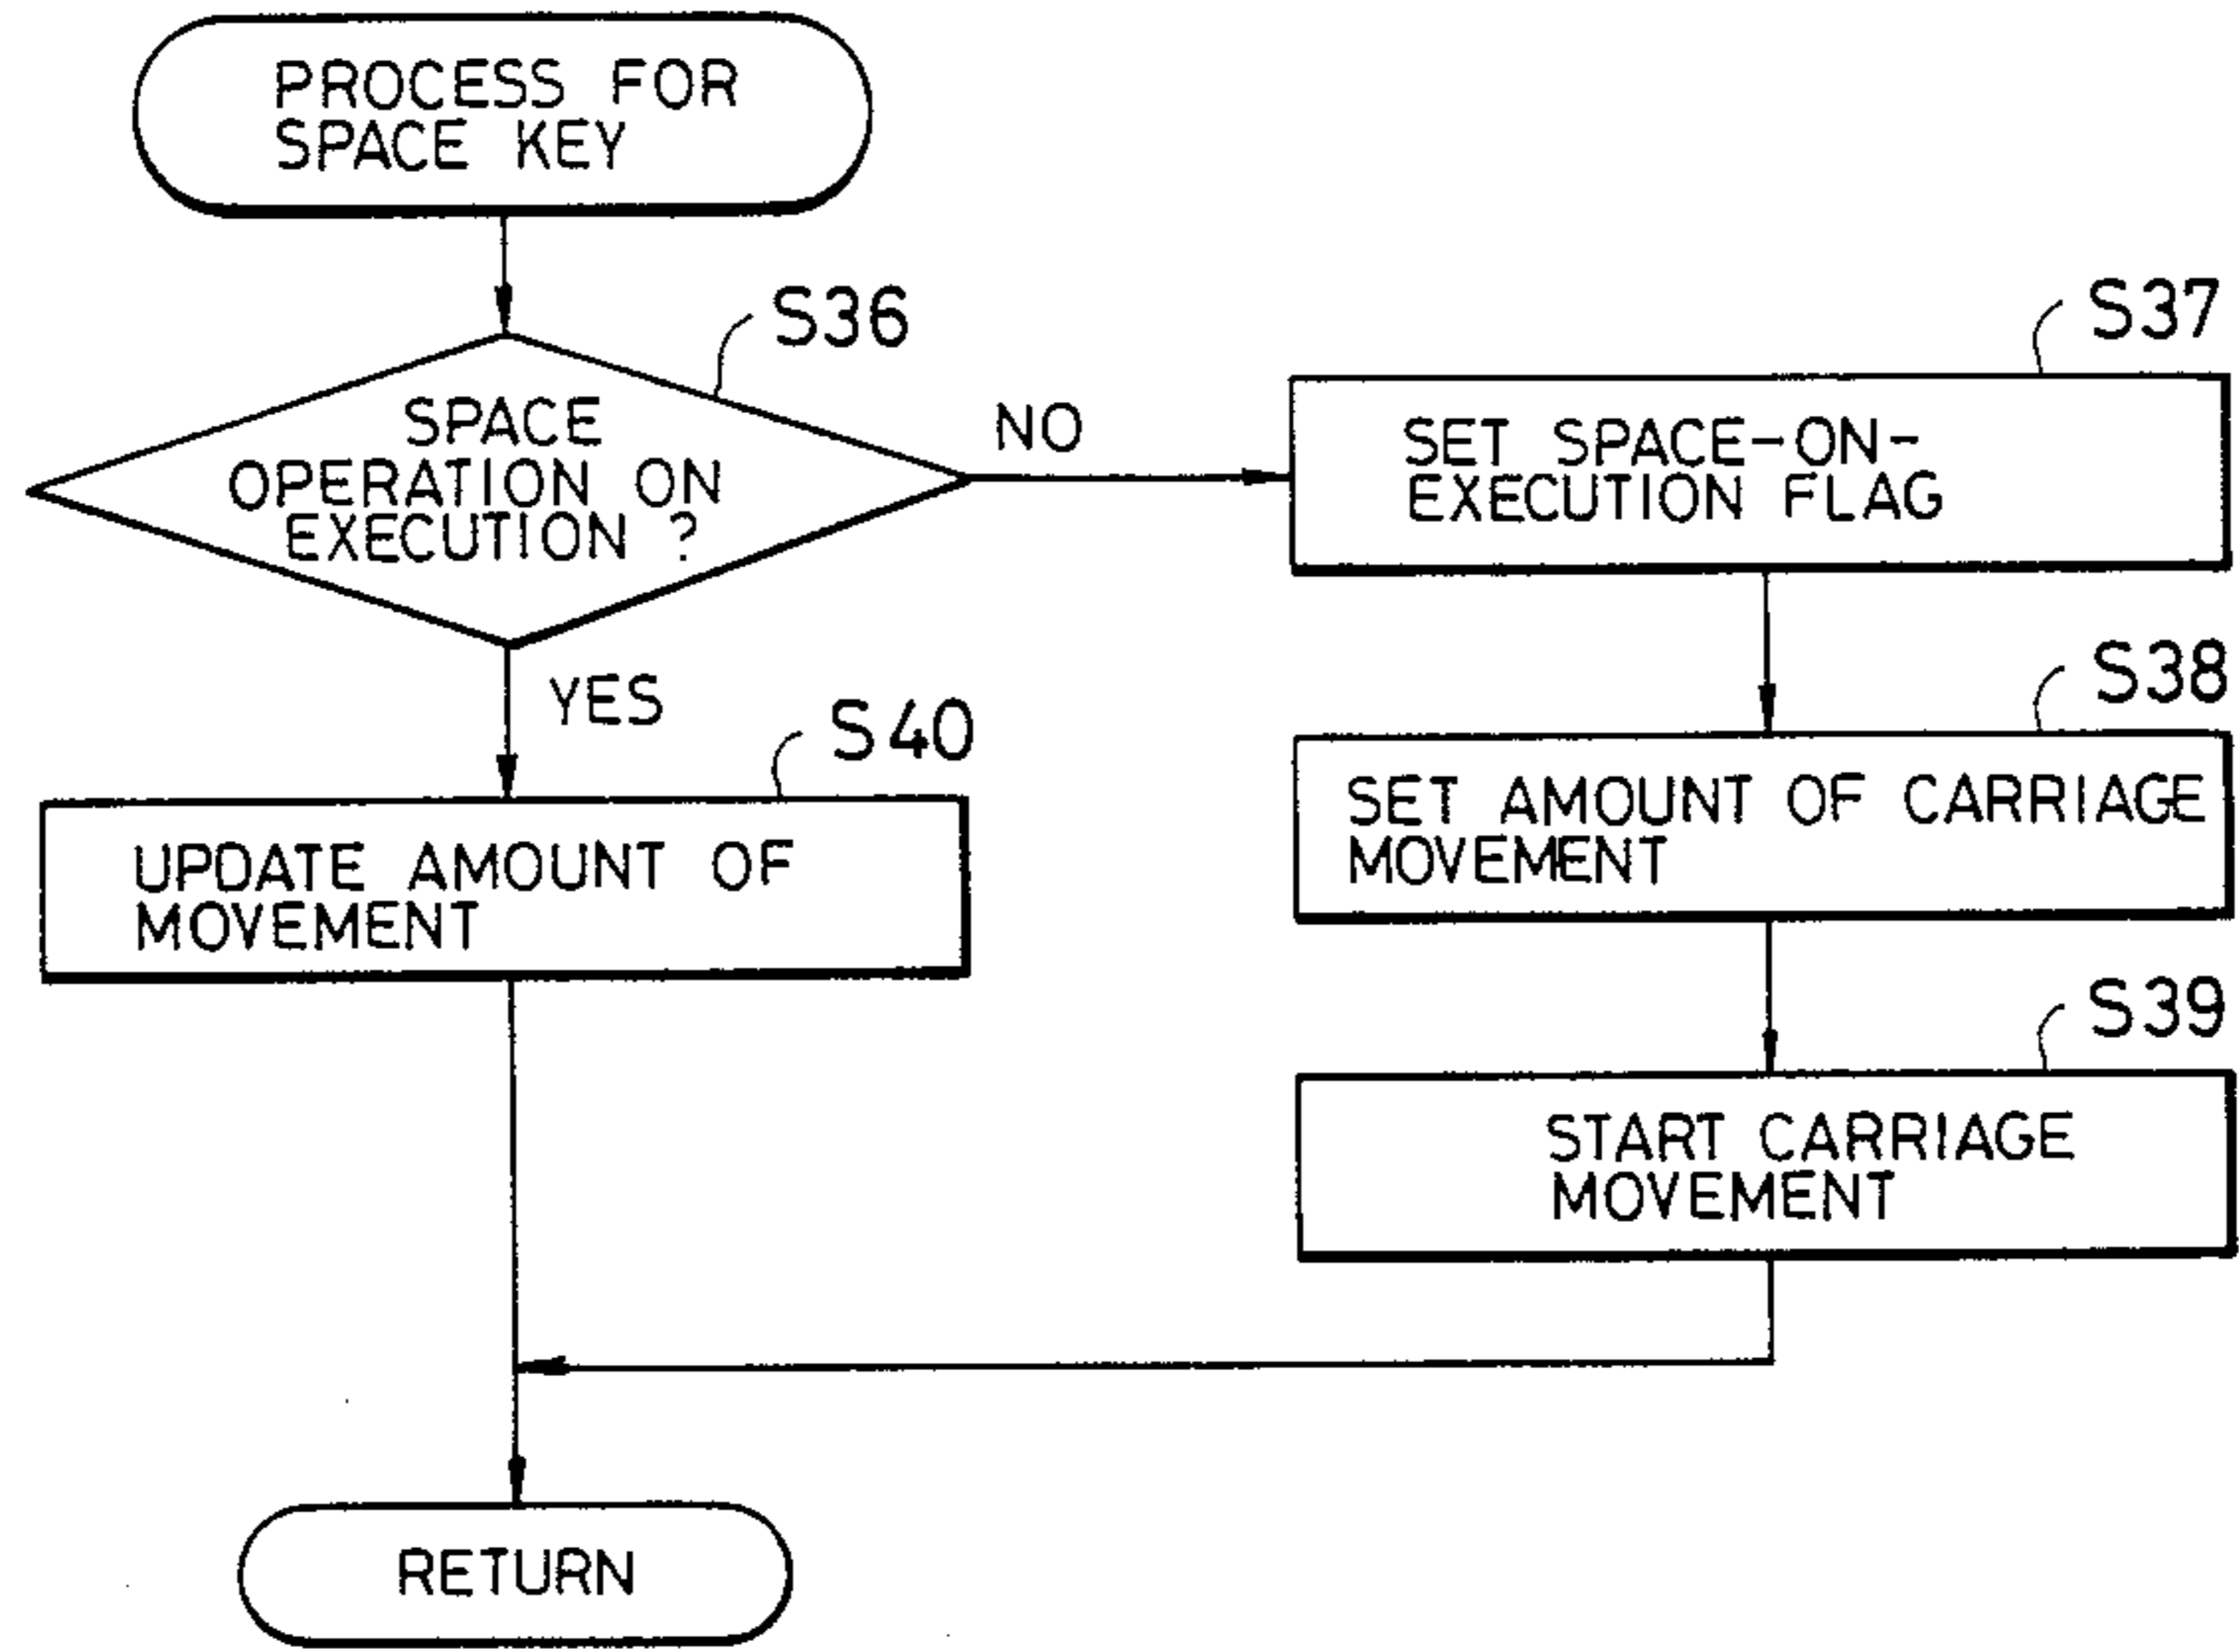 PROCESS FOR
SPACE KEY
S36
SPACE
OPERATION ON
EXECUTION ?
NO
S37
SET SPACE-ON-
EXECUTION FLAG
YES
S38
SET AMOUNT OF CARRIAGE
MOVEMENT
S40
UPDATE AMOUNT OF
MOVEMENT
S39
START CARRIAGE
MOVEMENT
RETURN